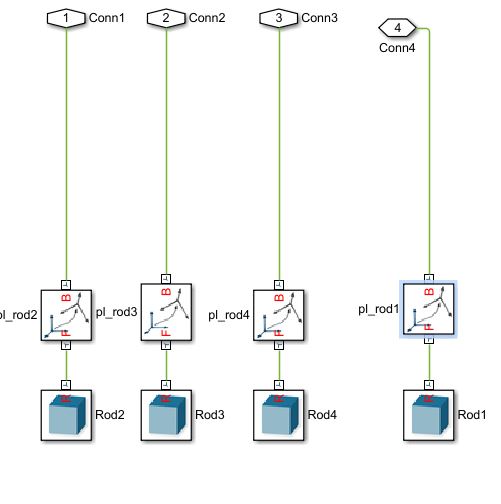 1 Conn1
2 Conn2
3 Conn3
4
Conn4
B
pl_rod2
F
B
pl_rod3
F
B
pl_rod4
F
B
pl_rod1
F
R
Rod2
R
Rod3
R
Rod4
R
Rod1